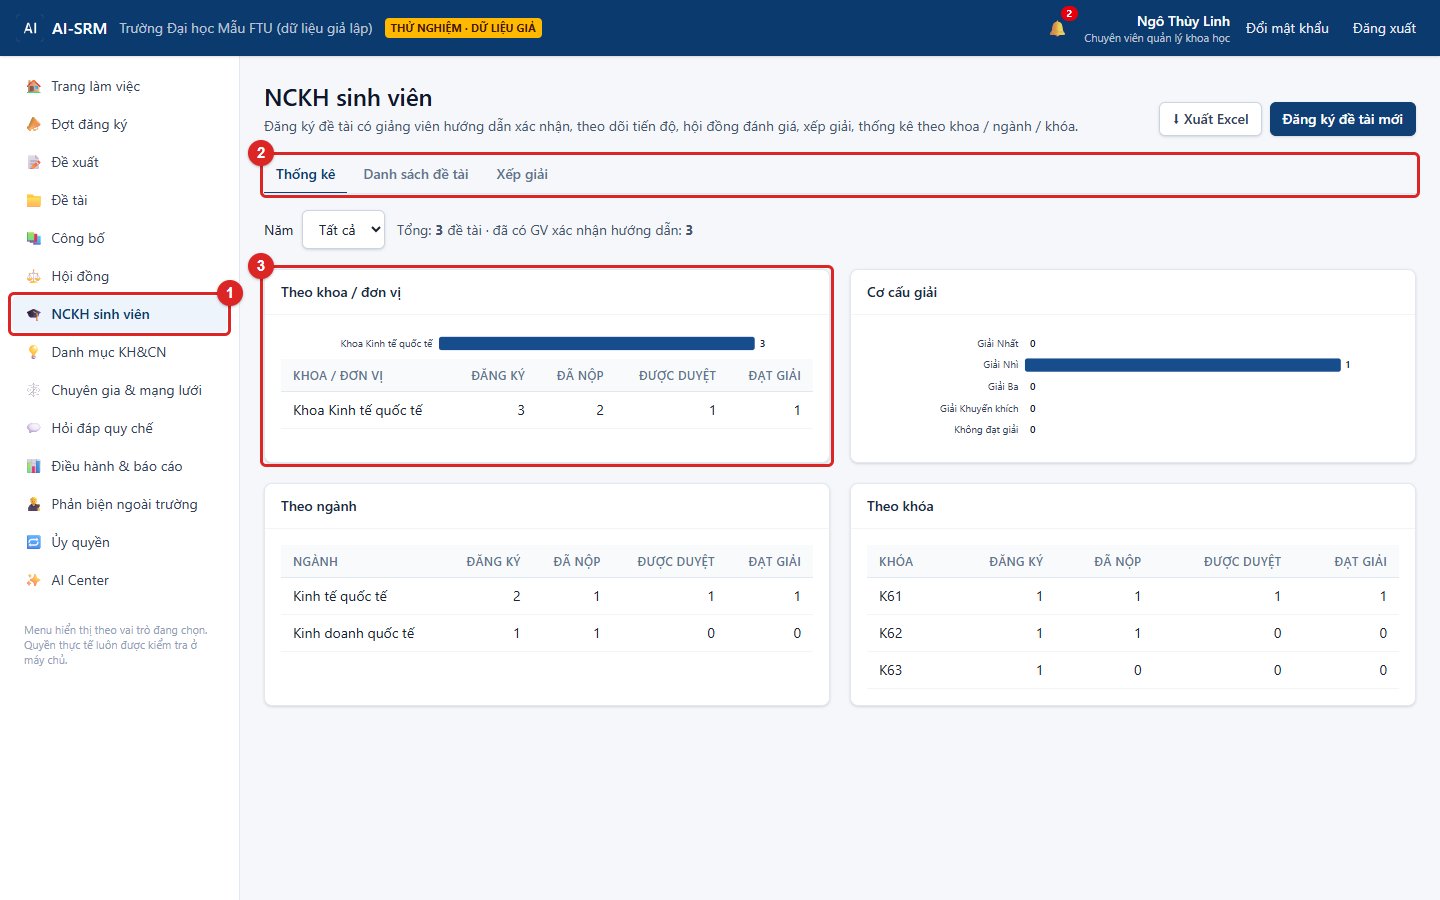 AI AI-SRM Trường Đại học Mẫu FTU (dữ liệu giả lập) THỬ NGHIỆM · DỮ LIỆU GIẢ
2
Ngô Thùy Linh
Chuyên viên quản lý khoa học
Đổi mật khẩu
Đăng xuất
Trang làm việc
Đợt đăng ký
Đề xuất
Đề tài
Công bố
Hội đồng
1
NCKH sinh viên
Danh mục KH&CN
Chuyên gia & mạng lưới
Hỏi đáp quy chế
Điều hành & báo cáo
Phản biện ngoài trường
Ủy quyền
AI Center
Menu hiển thị theo vai trò đang chọn.
Quyền thực tế luôn được kiểm tra ở
máy chủ.
NCKH sinh viên
Đăng ký đề tài có giảng viên hướng dẫn xác nhận, theo dõi tiến độ, hội đồng đánh giá, xếp giải, thống kê theo khoa / ngành / khóa.
⭳ Xuất Excel
Đăng ký đề tài mới
2
Thống kê Danh sách đề tài Xếp giải
Năm Tất cả Tổng: 3 đề tài · đã có GV xác nhận hướng dẫn: 3
3
Theo khoa / đơn vị
Khoa Kinh tế quốc tế 3
KHOA / ĐƠN VỊ ĐĂNG KÝ ĐÃ NỘP ĐƯỢC DUYỆT ĐẠT GIẢI
Khoa Kinh tế quốc tế 3 2 1 1
Cơ cấu giải
Giải Nhất 0
Giải Nhì 1
Giải Ba 0
Giải Khuyến khích 0
Không đạt giải 0
Theo ngành
NGÀNH ĐĂNG KÝ ĐÃ NỘP ĐƯỢC DUYỆT ĐẠT GIẢI
Kinh tế quốc tế 2 1 1 1
Kinh doanh quốc tế 1 1 0 0
Theo khóa
KHÓA ĐĂNG KÝ ĐÃ NỘP ĐƯỢC DUYỆT ĐẠT GIẢI
K61 1 1 1 1
K62 1 1 0 0
K63 1 0 0 0